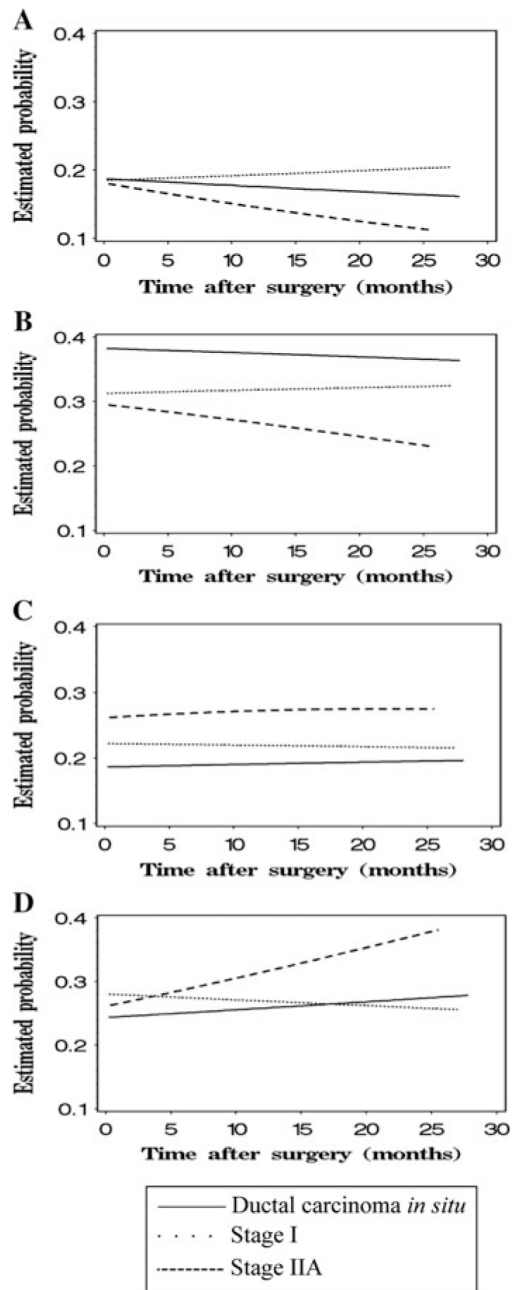 A
Estimated probability
0.4
0.3
0.2
0.1
0 5 10 15 20 25 30
Time after surgery (months)
B
Estimated probability
0.4
0.3
0.2
0.1
0 5 10 15 20 25 30
Time after surgery (months)
C
Estimated probability
0.4
0.3
0.2
0.1
0 5 10 15 20 25 30
Time after surgery (months)
D
Estimated probability
0.4
0.3
0.2
0.1
0 5 10 15 20 25 30
Time after surgery (months)
Ductal carcinoma in situ
Stage I
Stage IIA